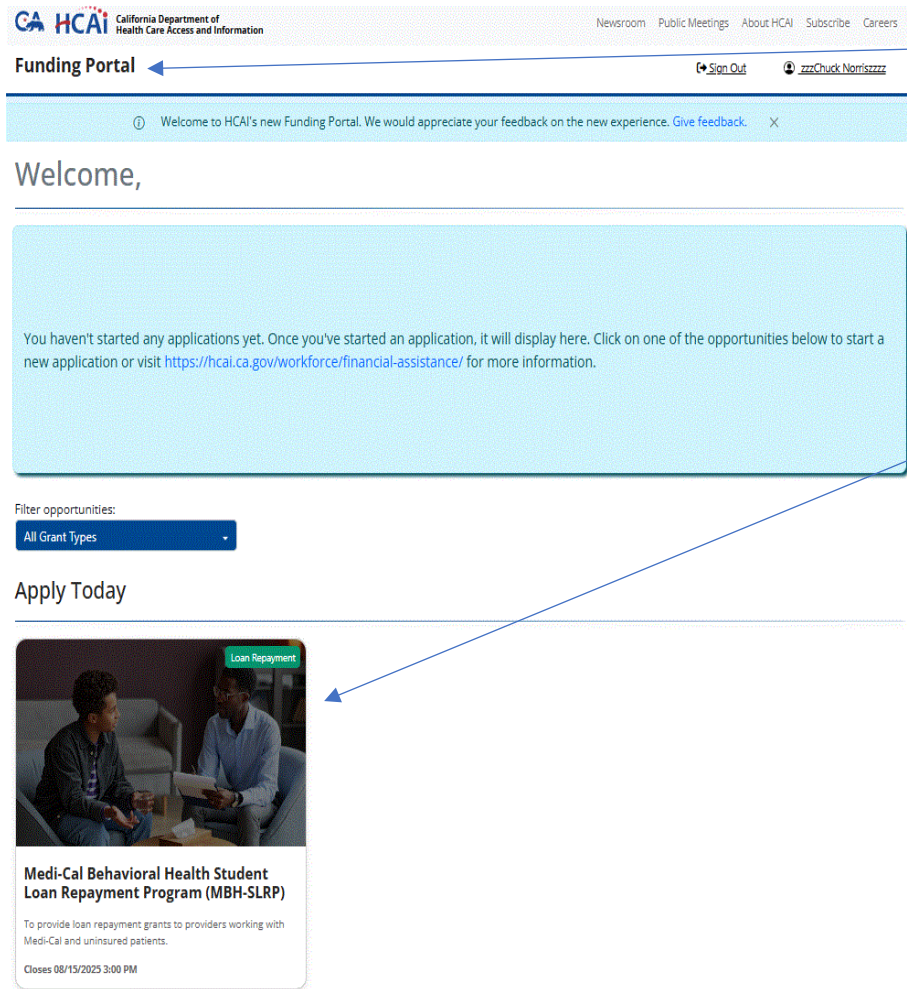 CA HCAi California Department of
Health Care Access and Information
Newsroom Public Meetings About HCAI Subscribe Careers
Funding Portal
Sign Out zzzChuck Norriszzzz
Welcome to HCAI's new Funding Portal. We would appreciate your feedback on the new experience. Give feedback.
Welcome,
You haven't started any applications yet. Once you've started an application, it will display here. Click on one of the opportunities below to start a
new application or visit https://hcai.ca.gov/workforce/financial-assistance/ for more information.
Filter opportunities:
All Grant Types
Apply Today
Loan Repayment
Medi-Cal Behavioral Health Student
Loan Repayment Program (MBH-SLRP)
To provide loan repayment grants to providers working with
Medi-Cal and uninsured patients.
Closes 08/15/2025 3:00 PM